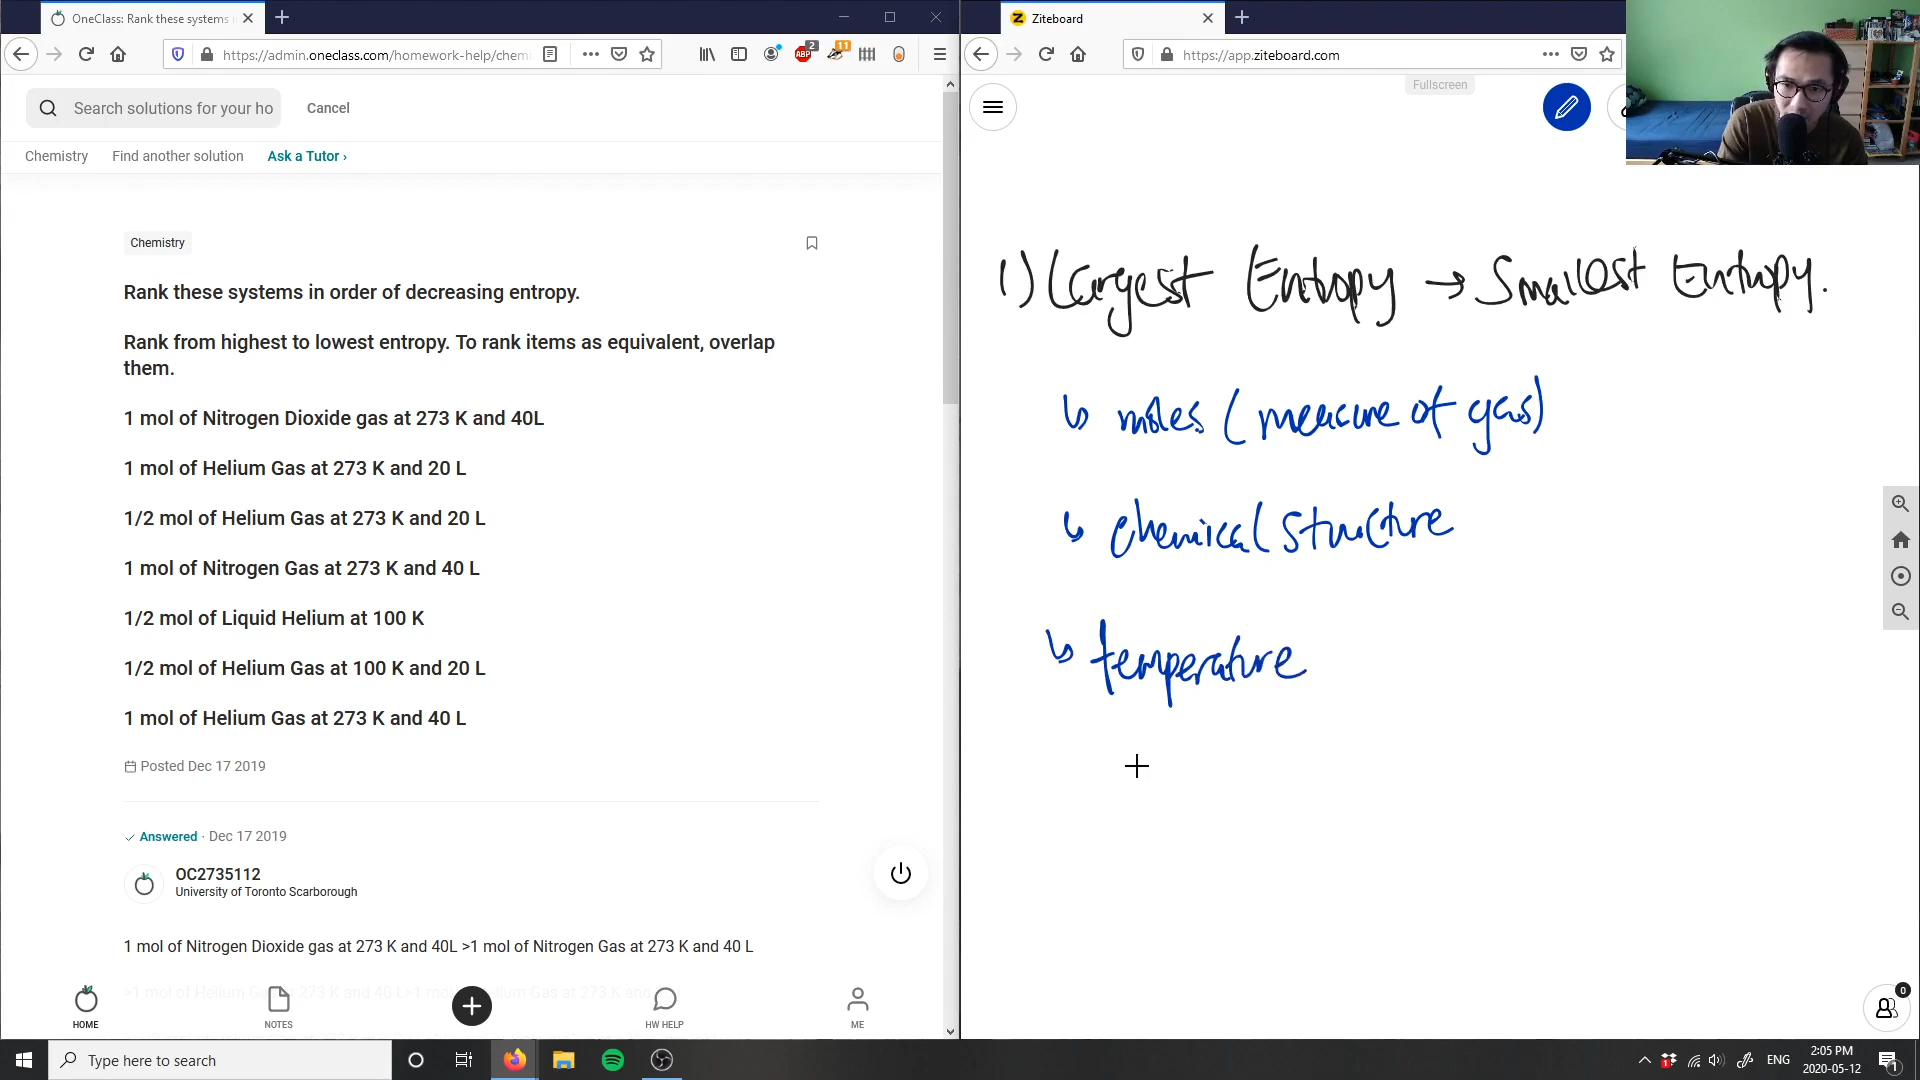 OneClass: Rank these systems i
Ziteboard
https://admin.oneclass.com/homework-help/chemi
ABP
2
11
https://app.ziteboard.com
Search solutions for your ho
Cancel
Fullscreen
Chemistry
Find another solution
Ask a Tutor ›
Chemistry
Rank these systems in order of decreasing entropy.
Rank from highest to lowest entropy. To rank items as equivalent, overlap
them.
1 mol of Nitrogen Dioxide gas at 273 K and 40L
1 mol of Helium Gas at 273 K and 20 L
1/2 mol of Helium Gas at 273 K and 20 L
1 mol of Nitrogen Gas at 273 K and 40 L
1/2 mol of Liquid Helium at 100 K
1/2 mol of Helium Gas at 100 K and 20 L
1 mol of Helium Gas at 273 K and 40 L
Posted Dec 17 2019
Answered · Dec 17 2019
OC2735112
University of Toronto Scarborough
1 mol of Nitrogen Dioxide gas at 273 K and 40L >1 mol of Nitrogen Gas at 273 K and 40 L
HOME
NOTES
HW HELP
ME
1) Largest Entropy → Smallest Entropy.
↳ moles (measure of gas)
↳ chemical structure
↳ temperature
0
Type here to search
ENG
2:05 PM
2020-05-12
1